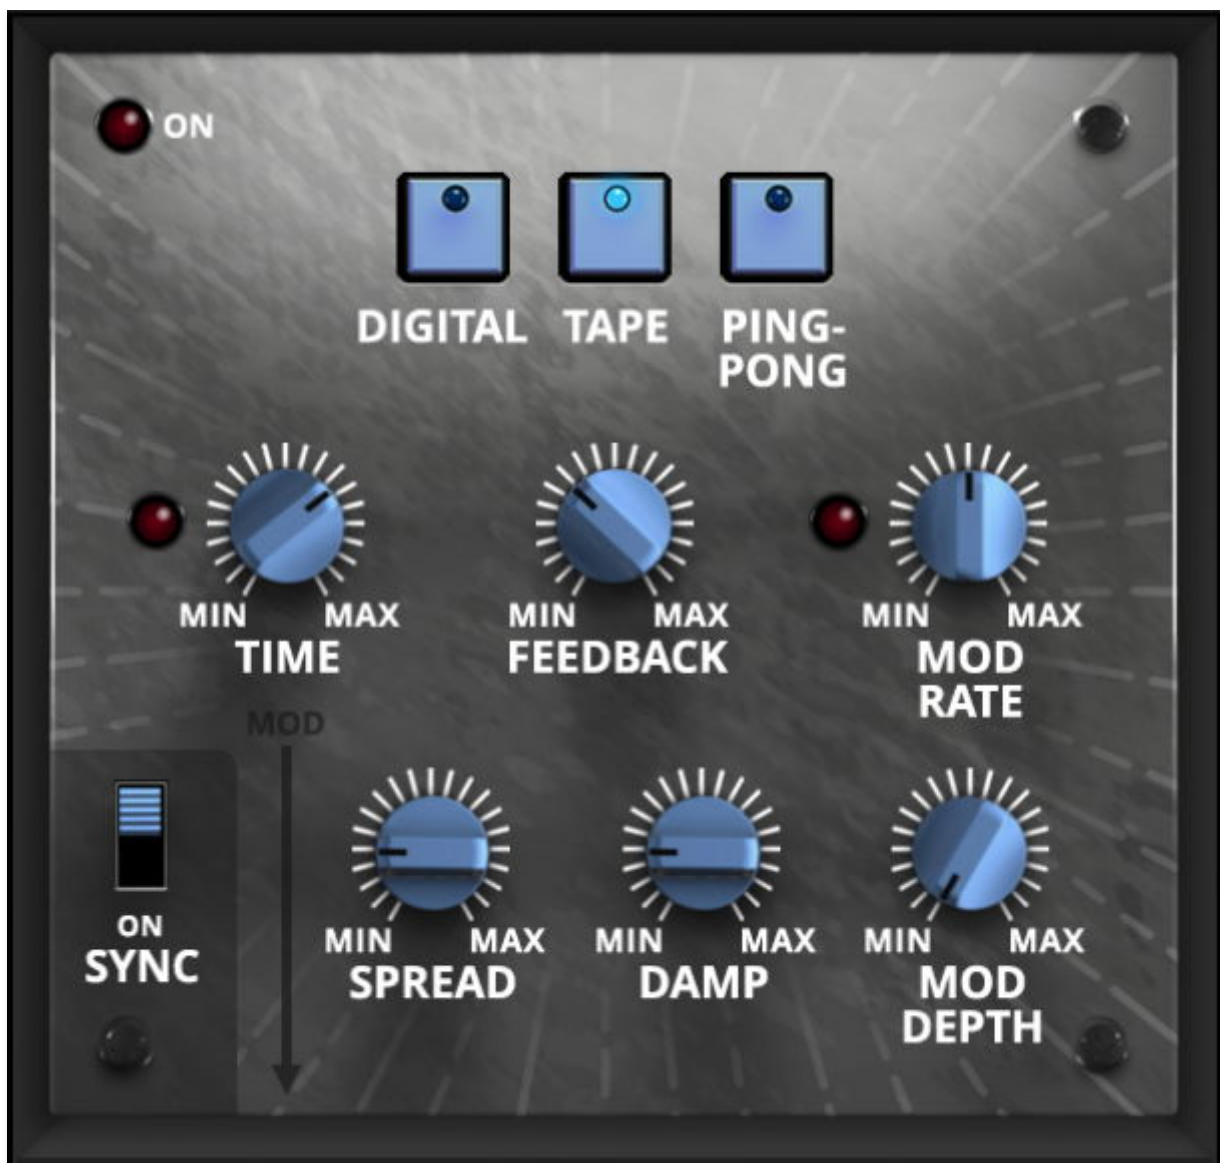 ON
DIGITAL TAPE PING-
PONG
MIN MAX MIN MAX MIN MAX
TIME FEEDBACK MOD
RATE
MOD
ON
SYNC
MIN MAX MIN MAX MIN MAX
SPREAD DAMP MOD
DEPTH